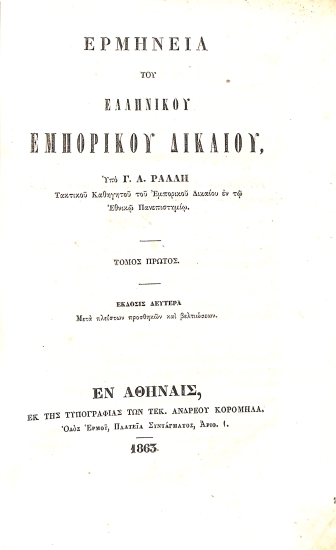 ΕΡΜΗΝΕΙΑ
ΤΟΥ
ΕΛΛΗΝΙΚΟΥ
ΕΜΠΟΡΙΚΟΥ ΔΙΚΑΙΟΥ,
Ὑπὸ Γ. Α. ΡΑΛΛΗ
Τακτικοῦ Καθηγητοῦ τοῦ Ἐμπορικοῦ Δικαίου ἐν τῷ
Ἐθνικῷ Πανεπιστημίῳ.
ΤΟΜΟΣ ΠΡΩΤΟΣ.
ΕΚΔΟΣΙΣ ΔΕΥΤΕΡΑ
Μετὰ πλείστων προσθηκῶν καὶ βελτιώσεων.
ΕΝ ΑΘΗΝΑΙΣ,
ΕΚ ΤΗΣ ΤΥΠΟΓΡΑΦΙΑΣ ΤΩΝ ΤΕΚ. ΑΝΔΡΕΟΥ ΚΟΡΟΜΗΛΑ.
Ὁδὸς Ἑρμοῦ, Πλατεῖα Συντάγματος, Ἀριθ. 1.
1863